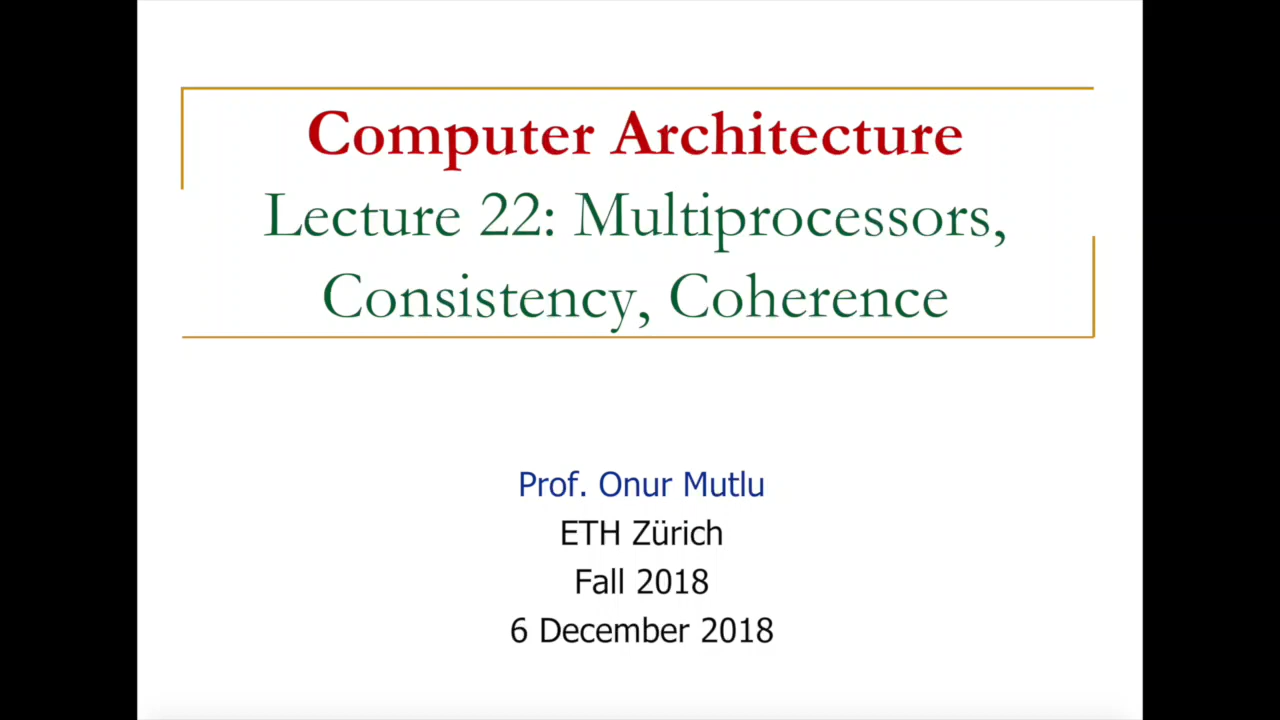 Computer Architecture
Lecture 22: Multiprocessors,
Consistency, Coherence
Prof. Onur Mutlu
ETH Zürich
Fall 2018
6 December 2018